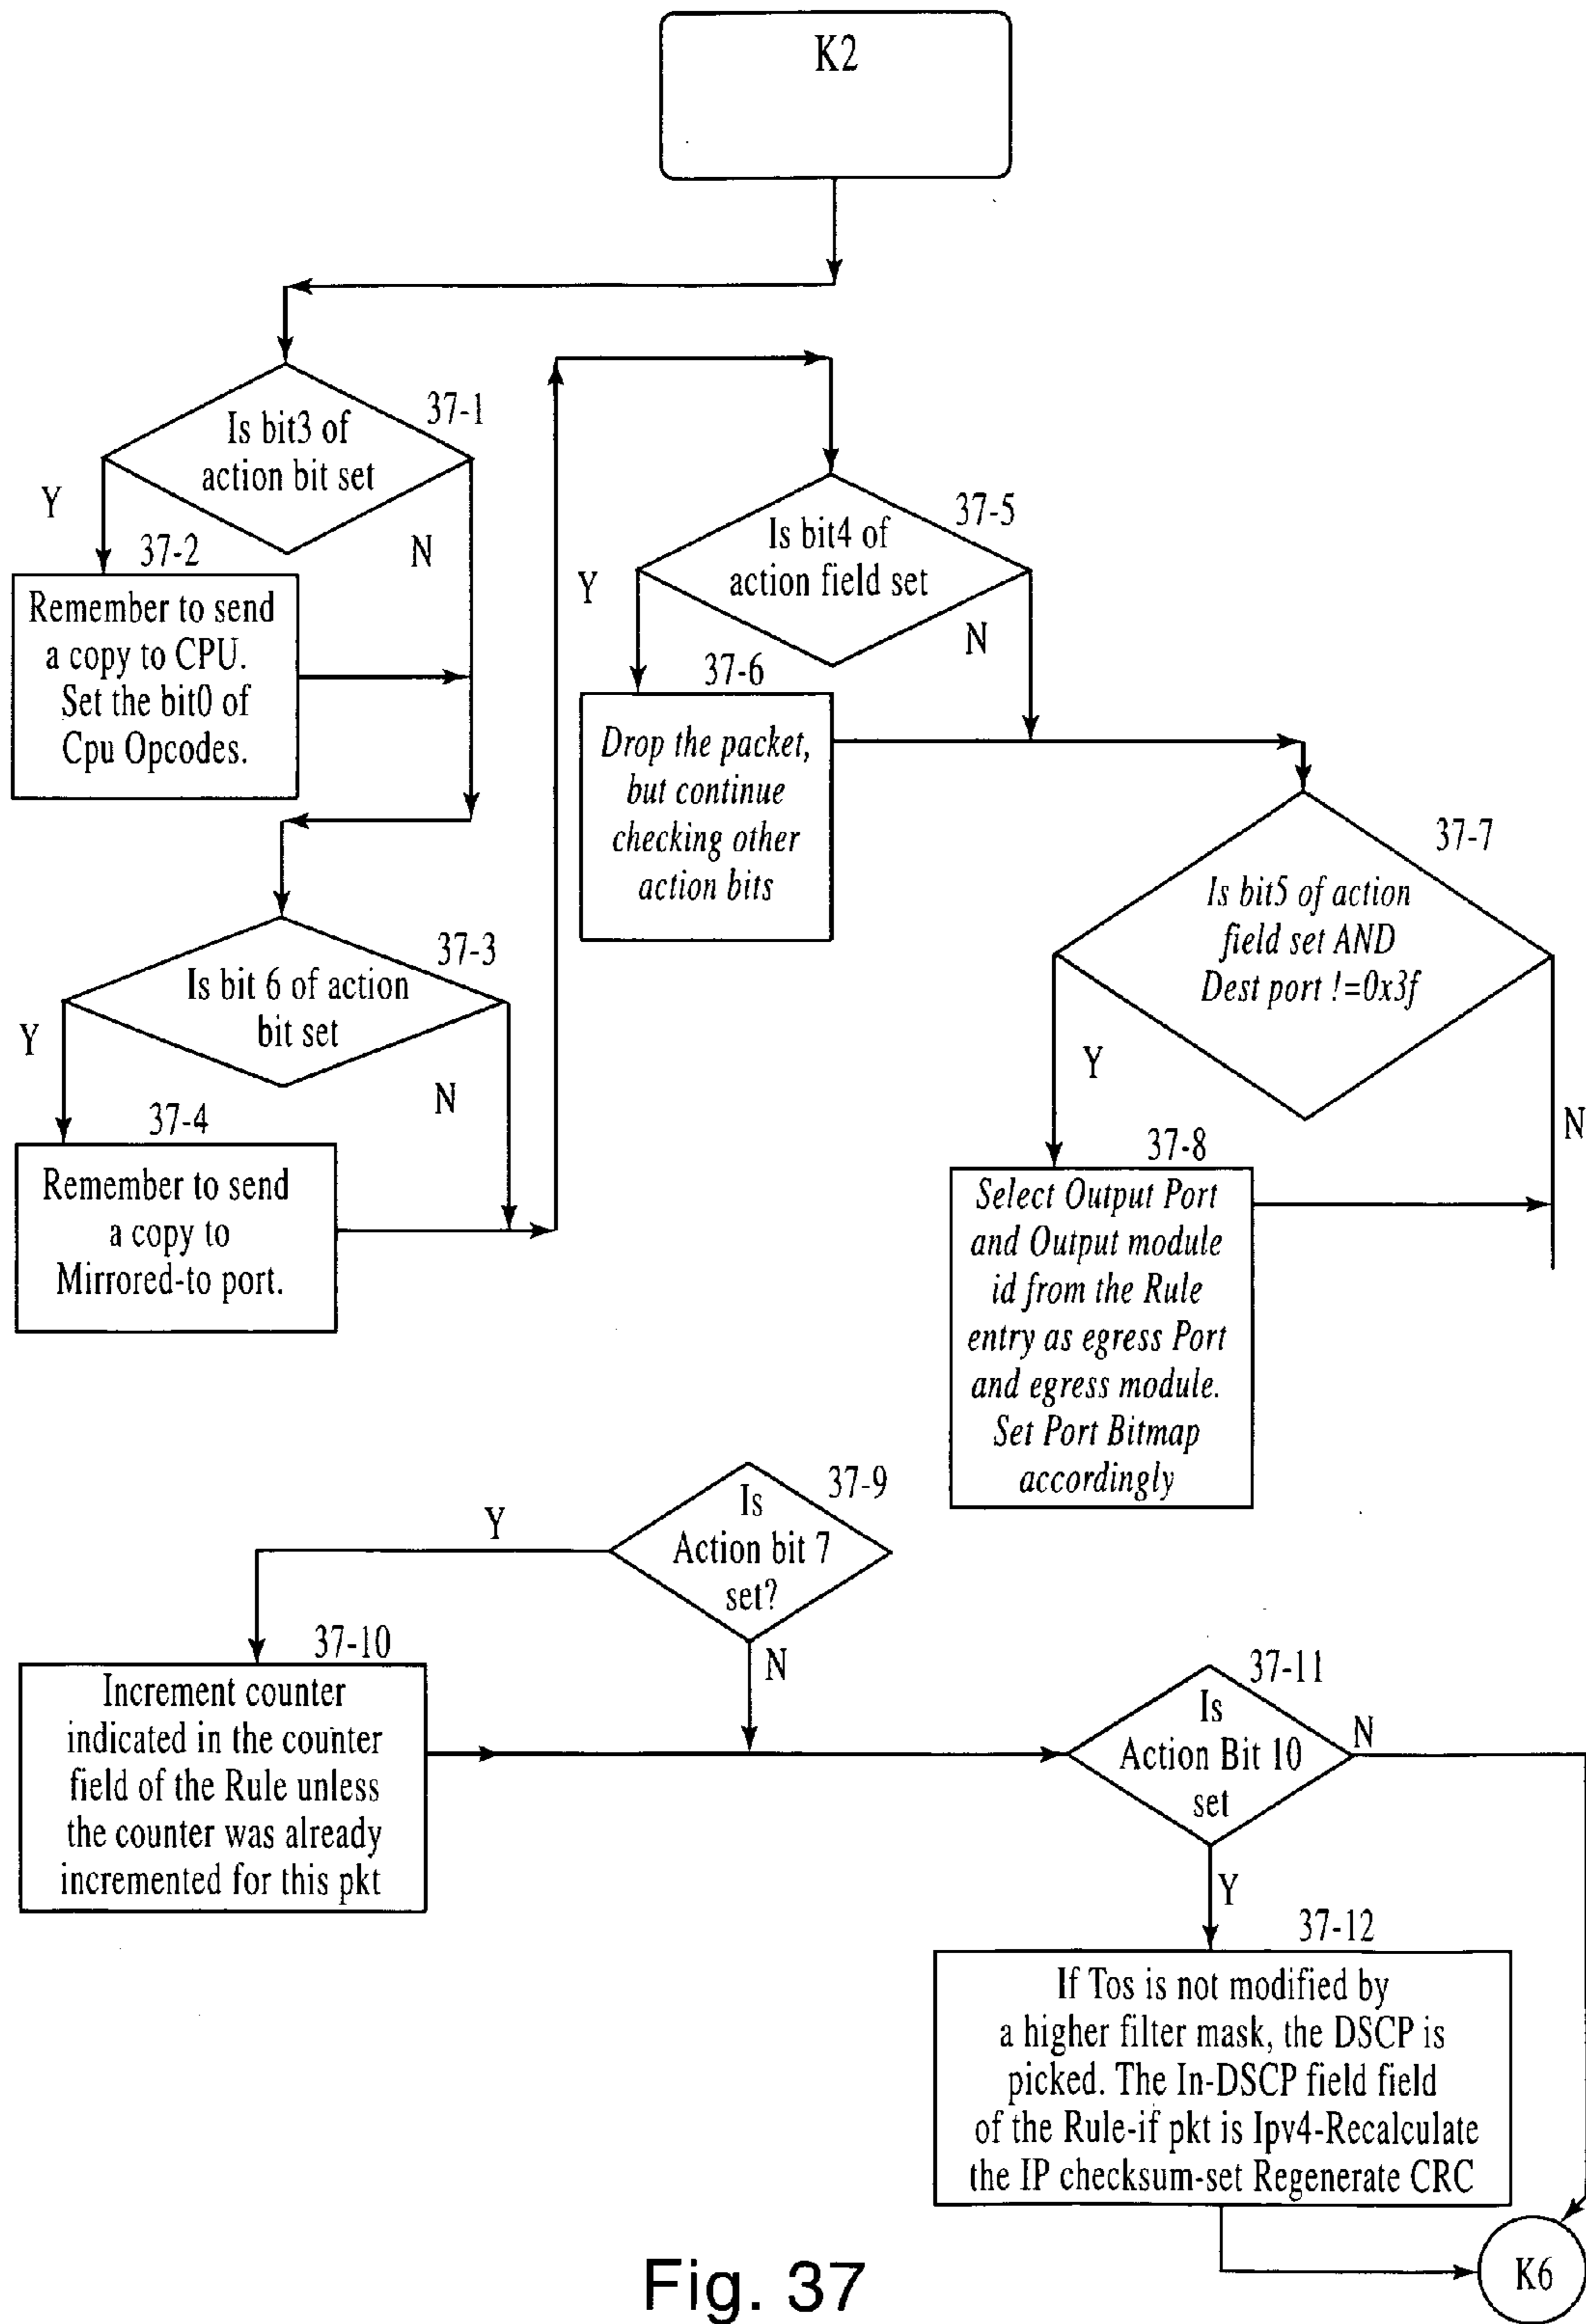 K2
37-1
Is bit3 of
action bit set
Y
N
37-2
Remember to send
a copy to CPU.
Set the bit0 of
Cpu Opcodes.
37-3
Is bit 6 of action
bit set
Y
N
37-4
Remember to send
a copy to
Mirrored-to port.
37-5
Is bit4 of
action field set
Y
N
37-6
Drop the packet,
but continue
checking other
action bits
37-7
Is bit5 of action
field set AND
Dest port !=0x3f
Y
N
37-8
Select Output Port
and Output module
id from the Rule
entry as egress Port
and egress module.
Set Port Bitmap
accordingly
37-9
Is
Action bit 7
set?
Y
N
37-10
Increment counter
indicated in the counter
field of the Rule unless
the counter was already
incremented for this pkt
37-11
Is
Action Bit 10
set
N
Y
37-12
If Tos is not modified by
a higher filter mask, the DSCP is
picked. The In-DSCP field field
of the Rule-if pkt is Ipv4-Recalculate
the IP checksum-set Regenerate CRC
K6
Fig. 37